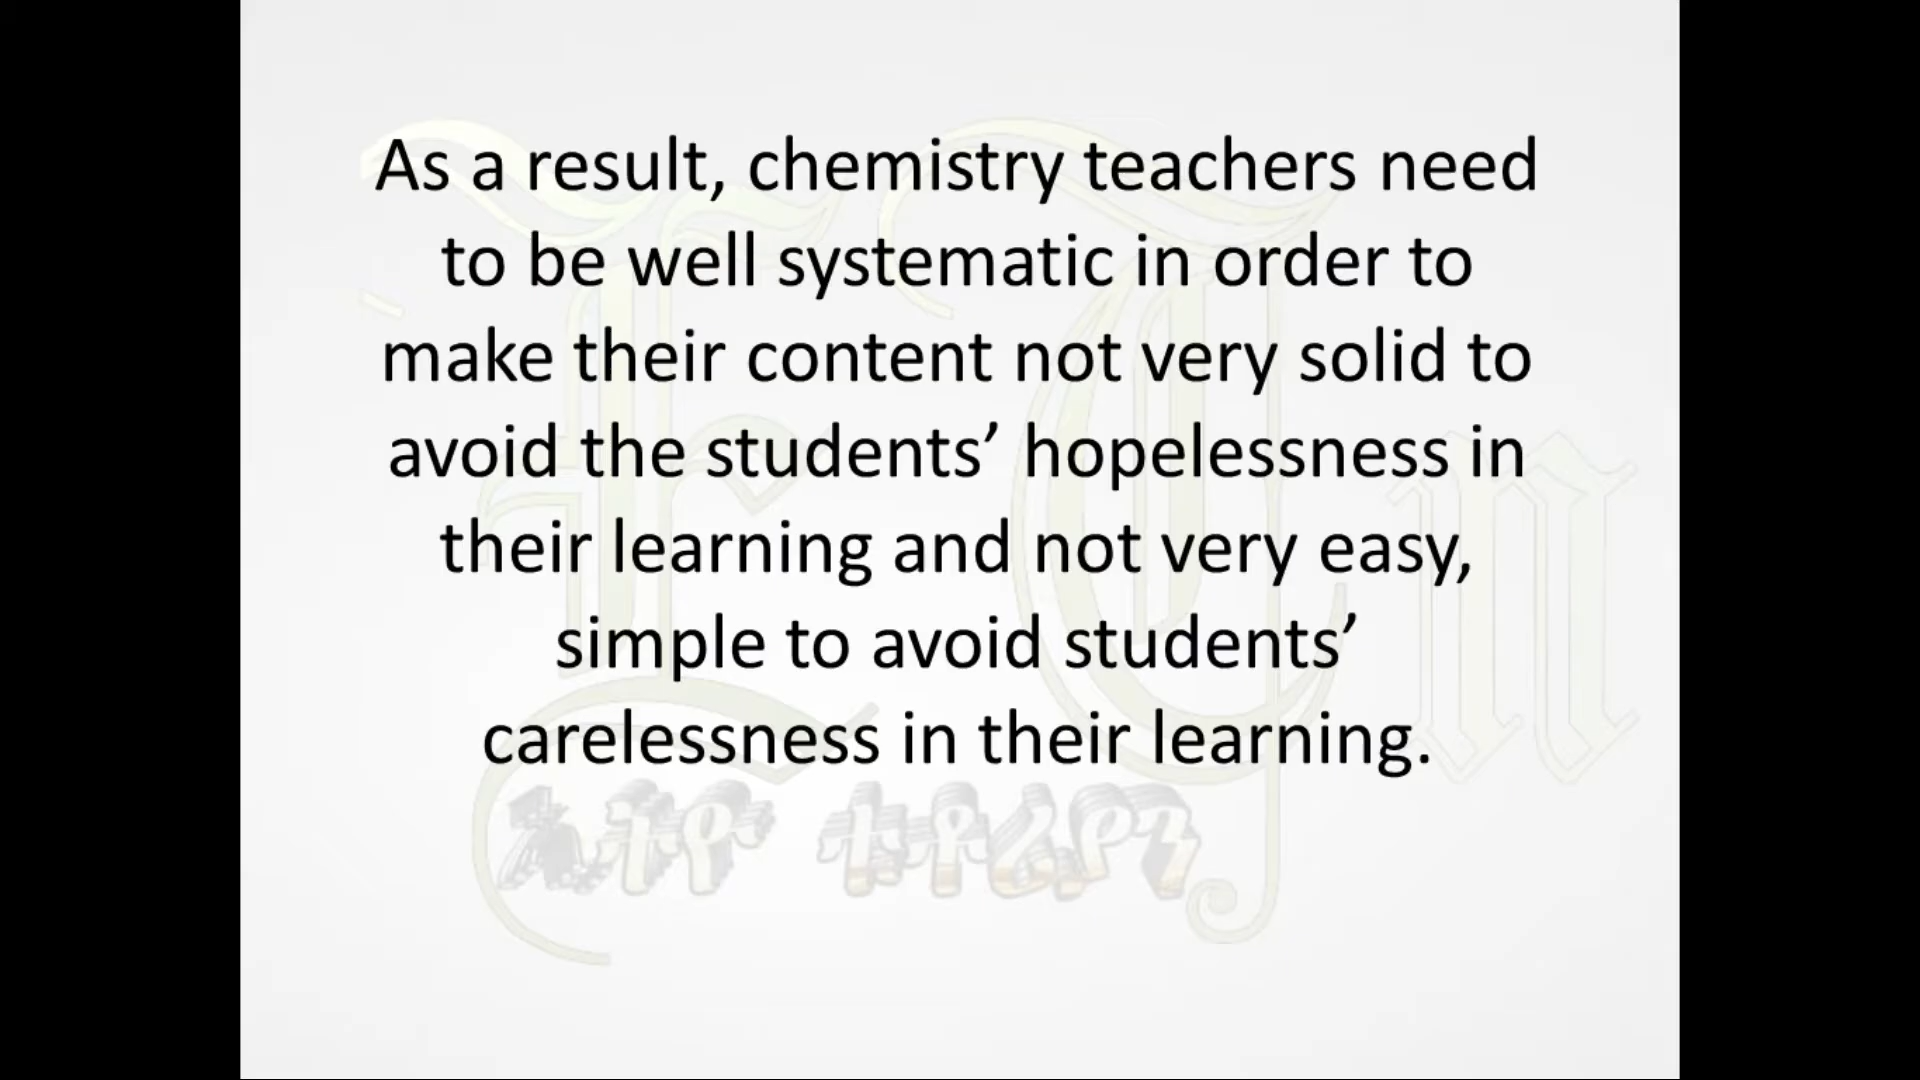 As a result, chemistry teachers need
to be well systematic in order to
make their content not very solid to
avoid the students’ hopelessness in
their learning and not very easy,
simple to avoid students’
carelessness in their learning.